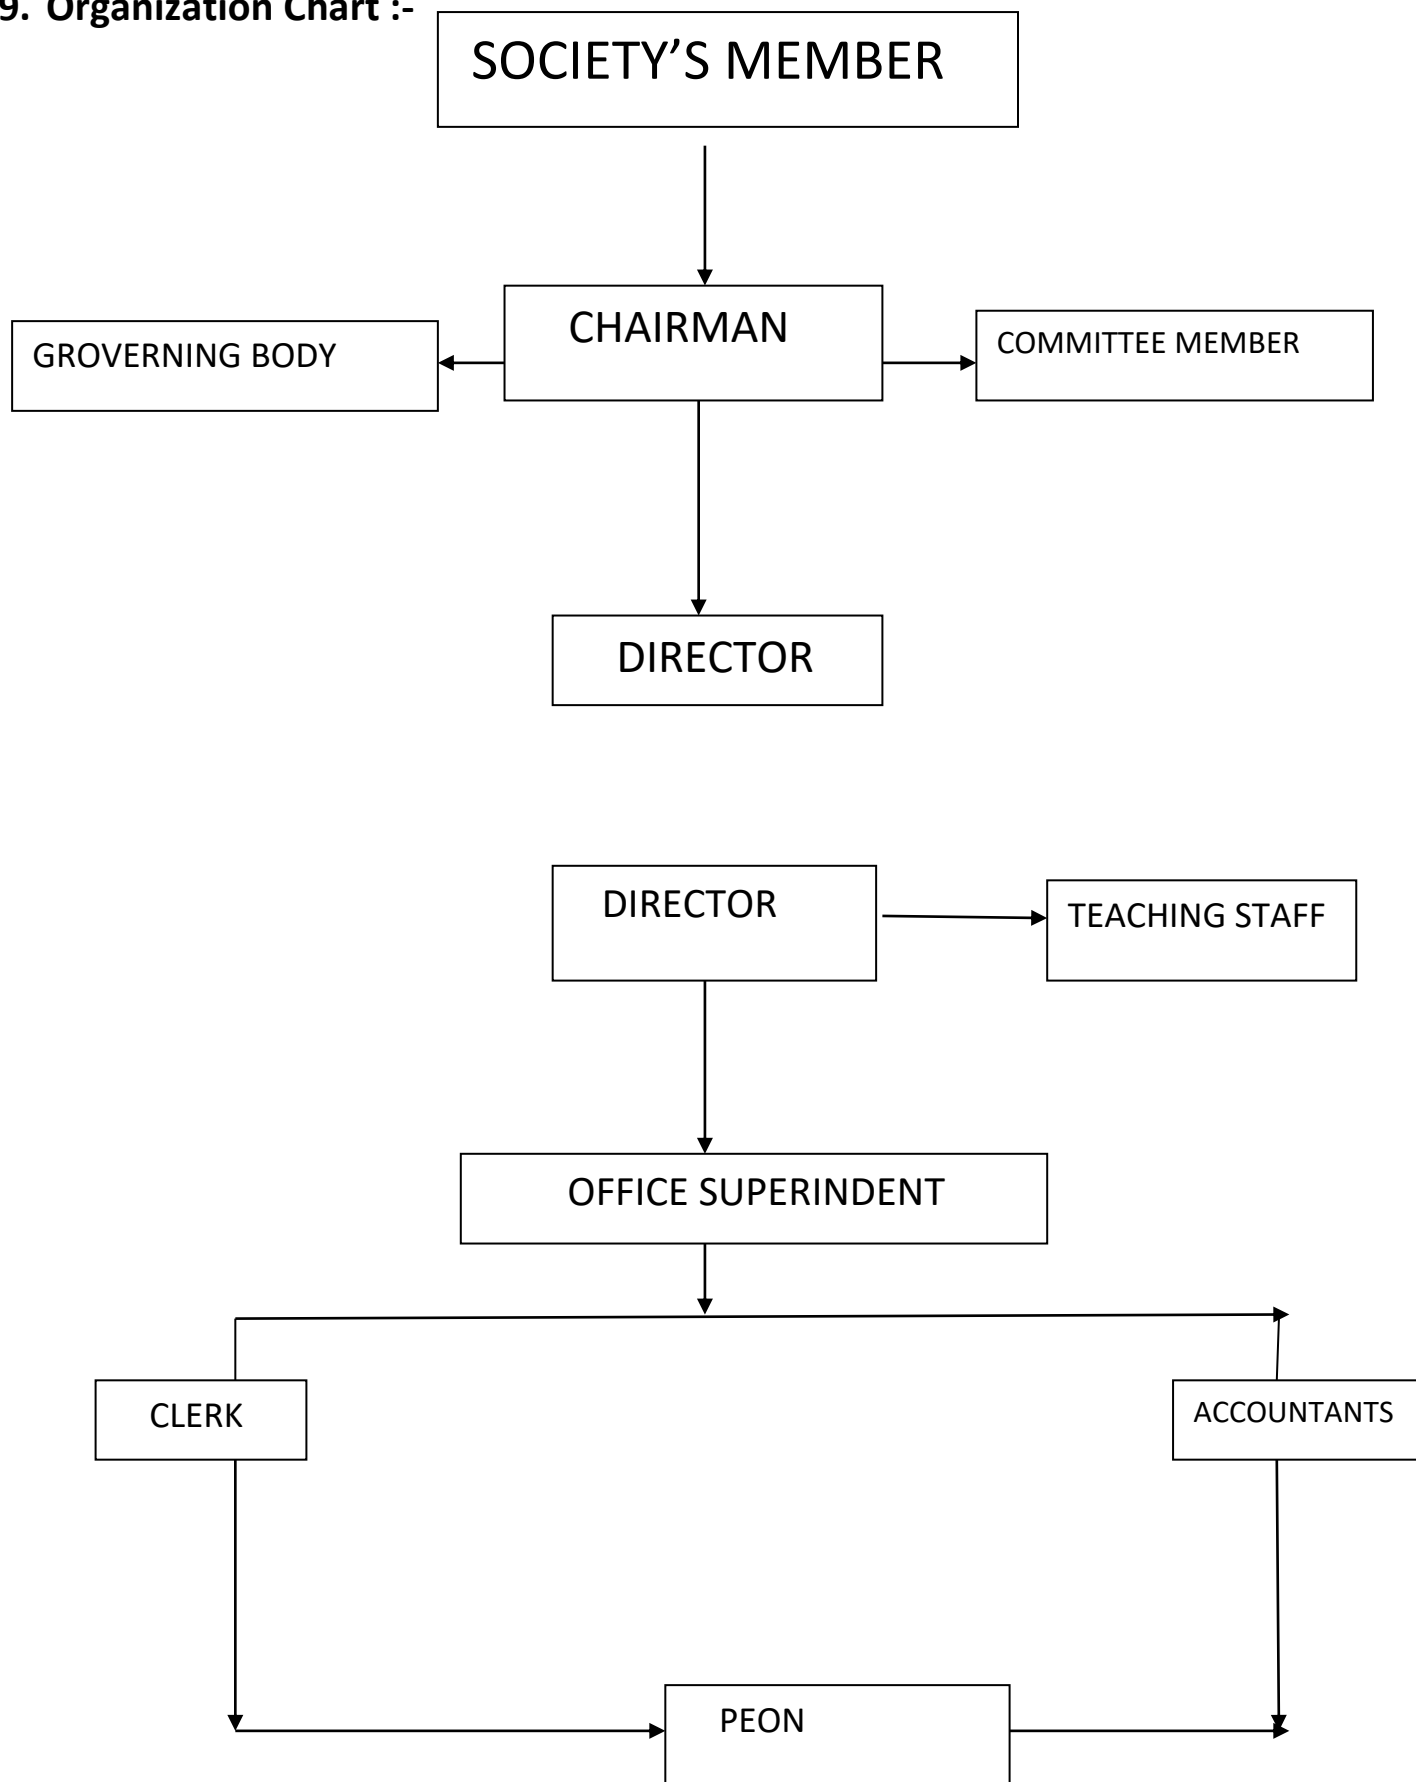 9. Organization Chart :-
SOCIETY’S MEMBER
CHAIRMAN
GROVERNING BODY
COMMITTEE MEMBER
DIRECTOR
DIRECTOR
TEACHING STAFF
OFFICE SUPERINDENT
CLERK
ACCOUNTANTS
PEON